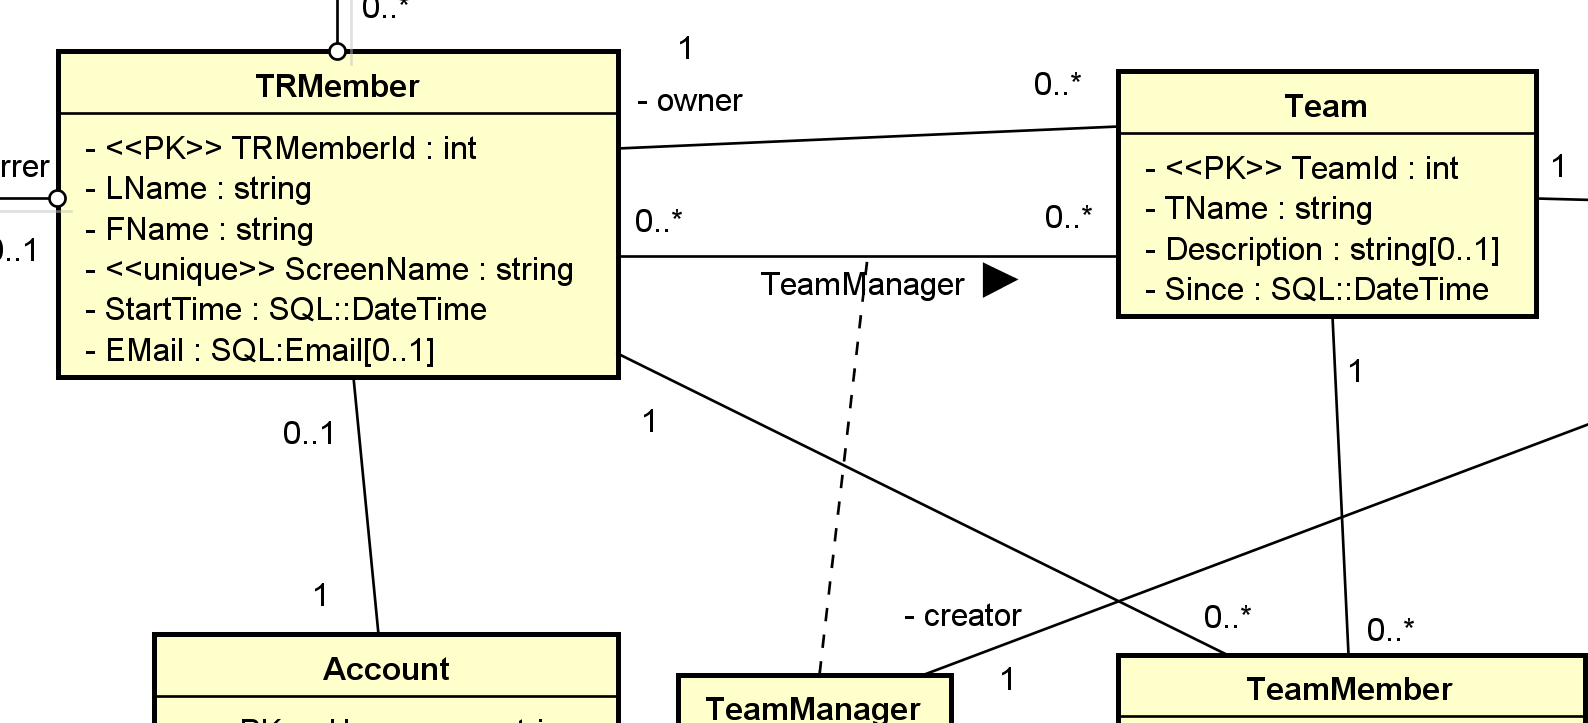 0..*
TRMember
- <<PK>> TRMemberId : int
- LName : string
- FName : string
- <<unique>> ScreenName : string
- StartTime : SQL::DateTime
- EMail : SQL:Email[0..1]
rrer
0..1
1
- owner
0..*
0..*
0..*
TeamManager
Team
- <<PK>> TeamId : int
- TName : string
- Description : string[0..1]
- Since : SQL::DateTime
1
1
1
0..1
1
- creator
1
0..*
0..*
Account
TeamManager
TeamMember